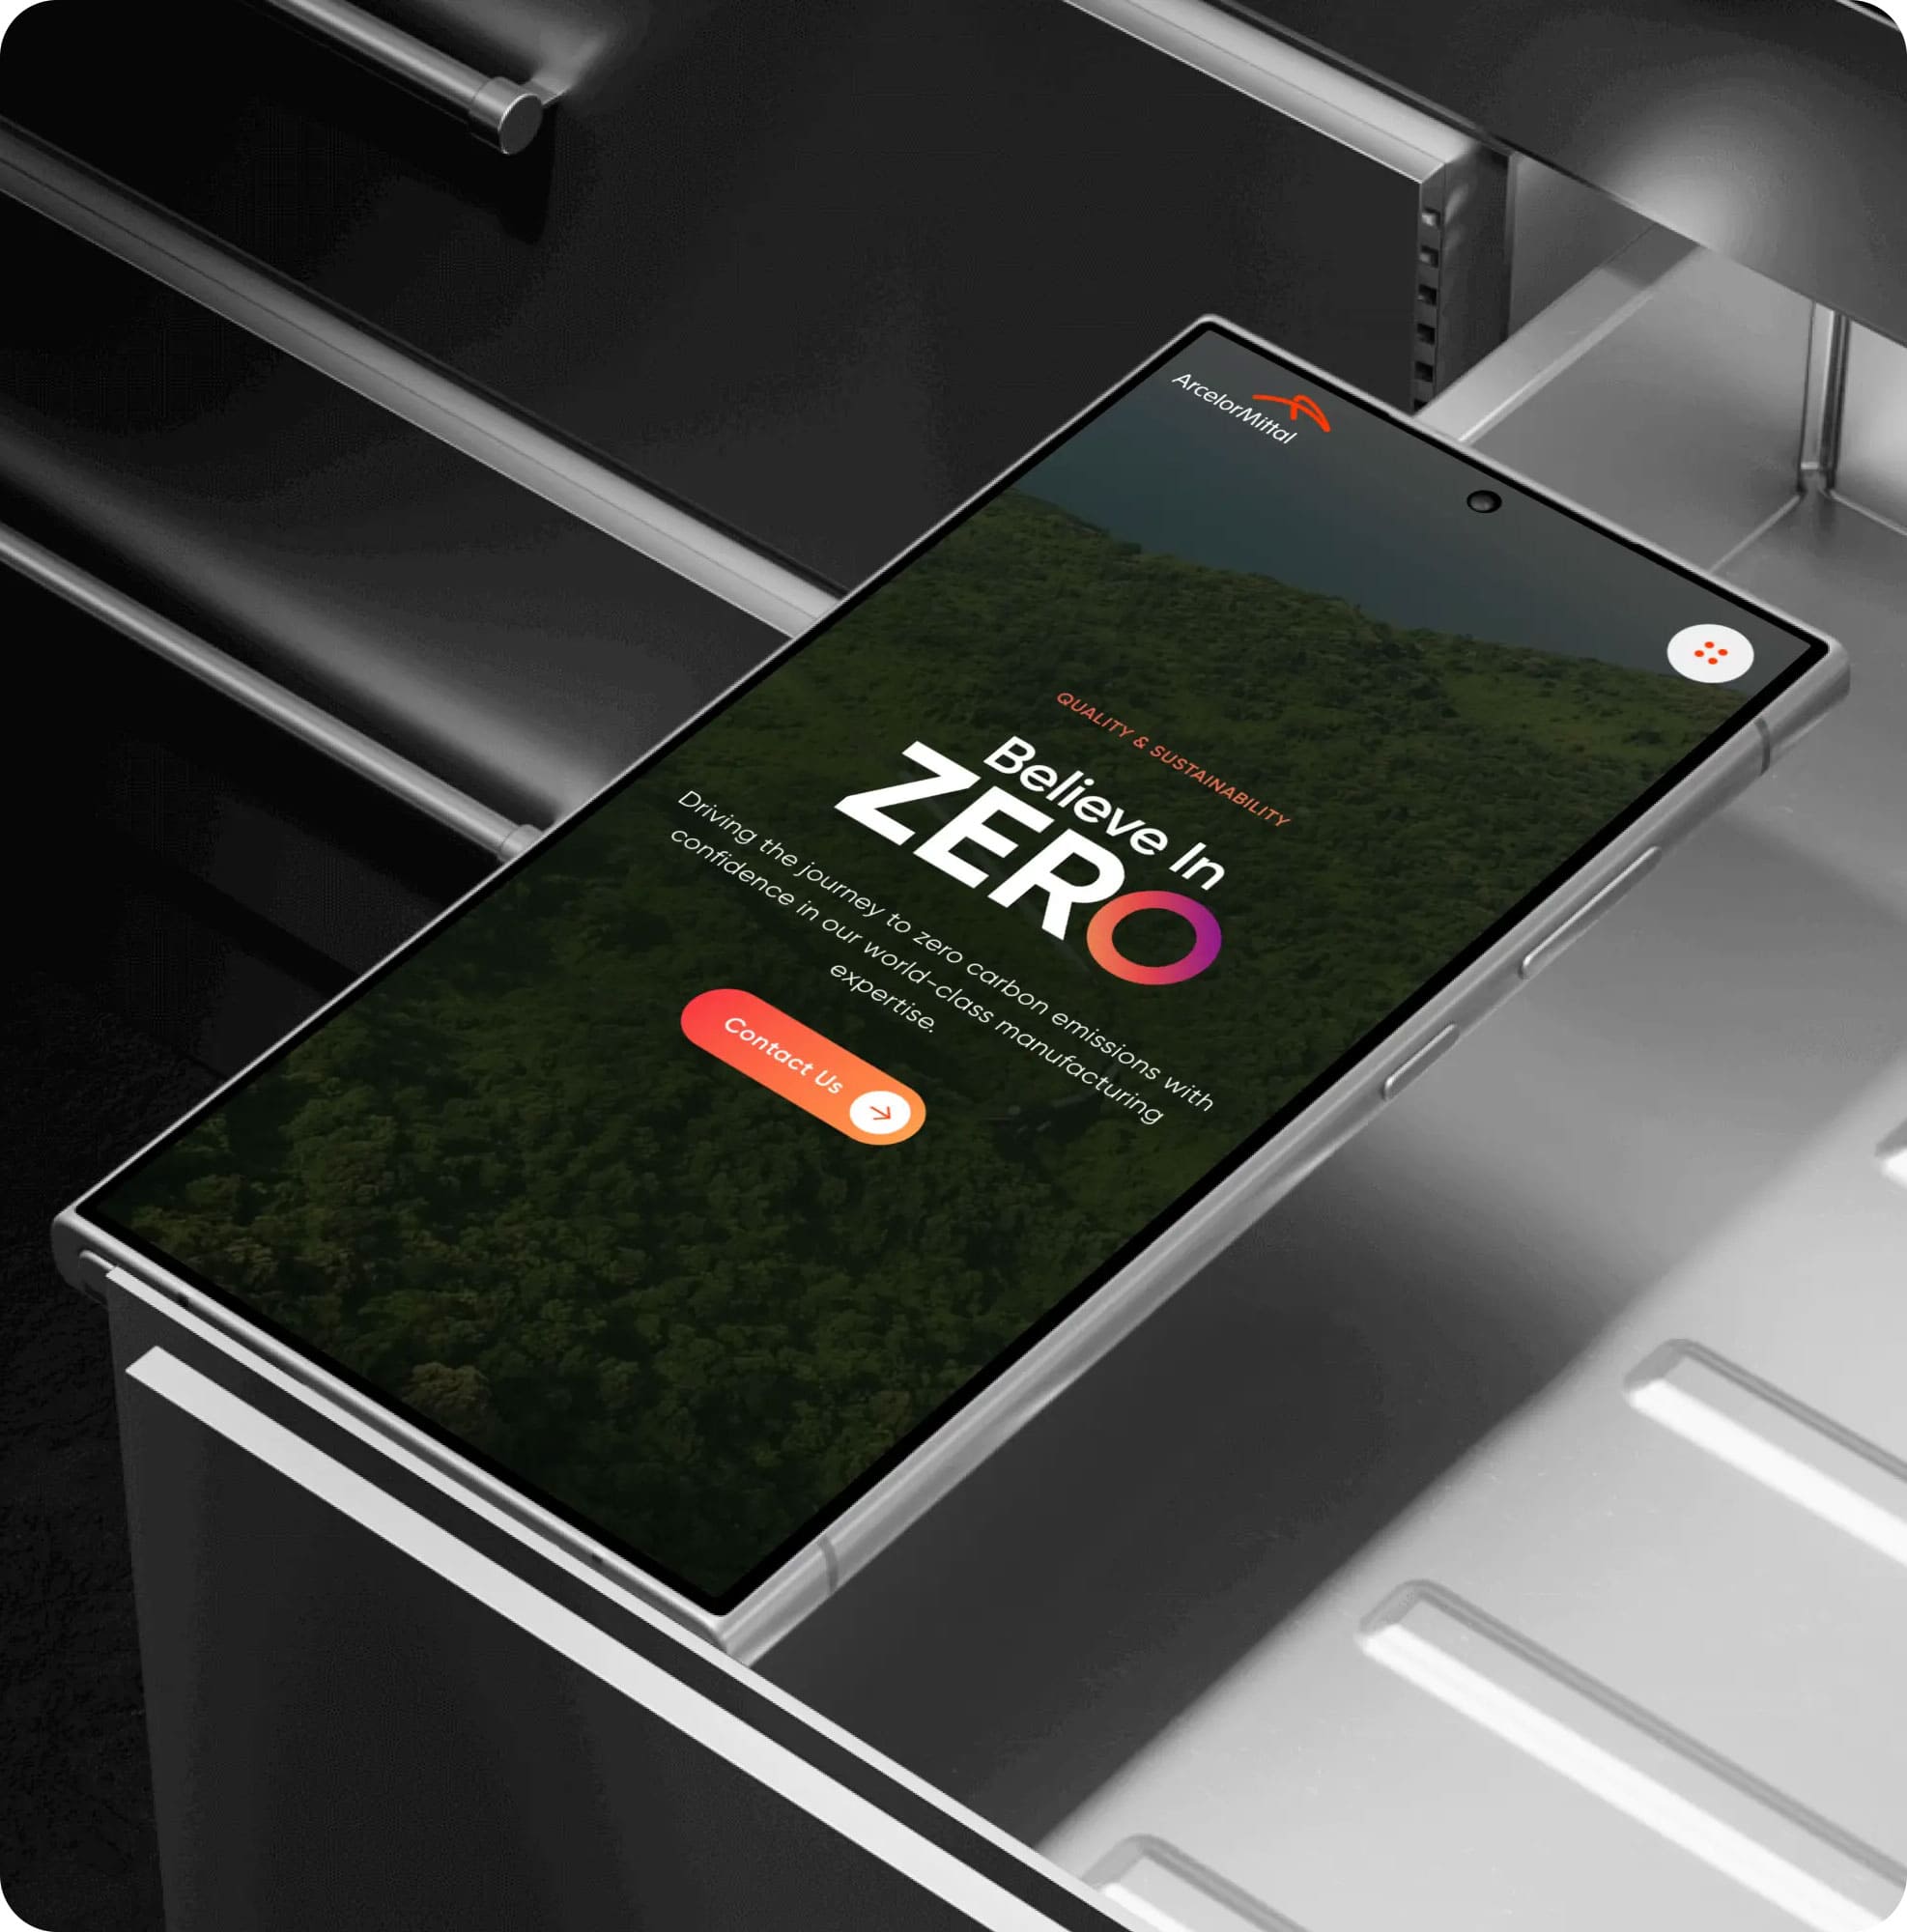 ArcelorMittal
QUALITY & SUSTAINABILITY
Believe In
ZERO
Driving the journey to zero carbon emissions with
confidence in our world-class manufacturing
expertise.
Contact Us